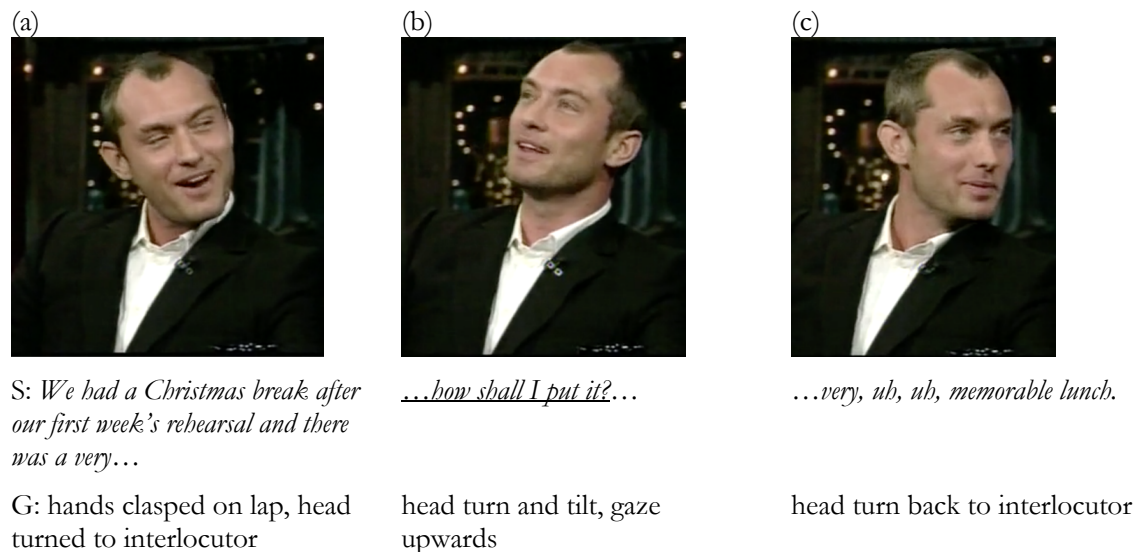 (a)
(b)
(c)
S: We had a Christmas break after
our first week's rehearsal and there
was a very…
…how shall I put it?…
…very, uh, uh, memorable lunch.
G: hands clasped on lap, head
turned to interlocutor
head turn and tilt, gaze
upwards
head turn back to interlocutor